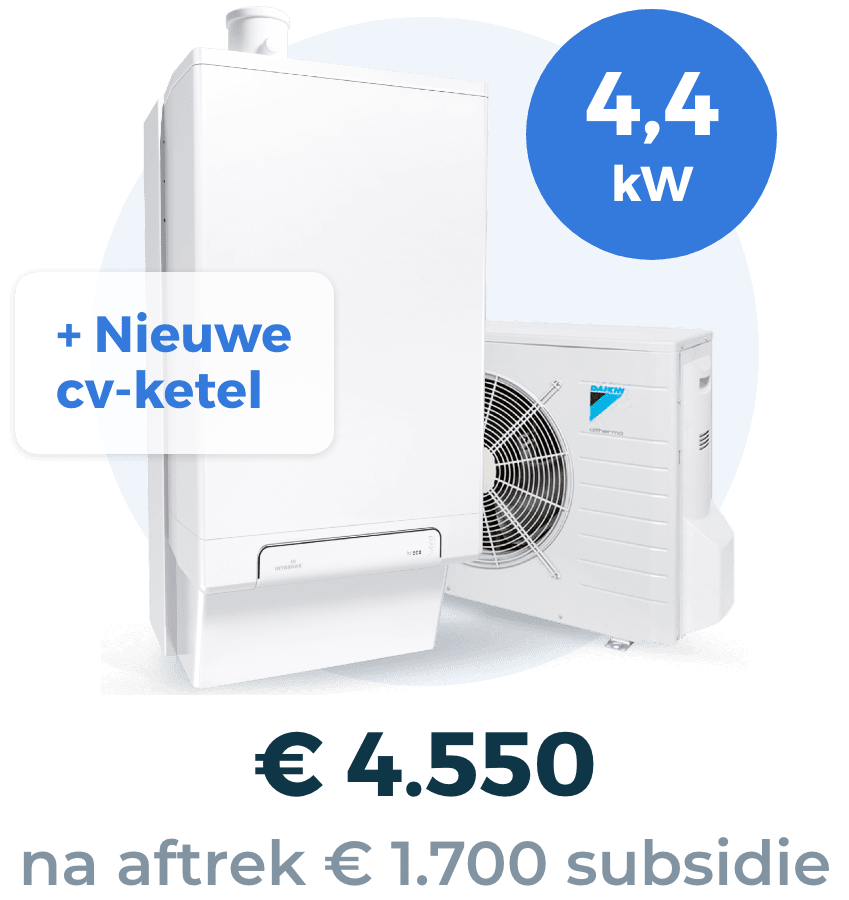 4,4
kW
+ Nieuwe
cv-ketel
DAIKIN
€ 4.550
na aftrek € 1.700 subsidie